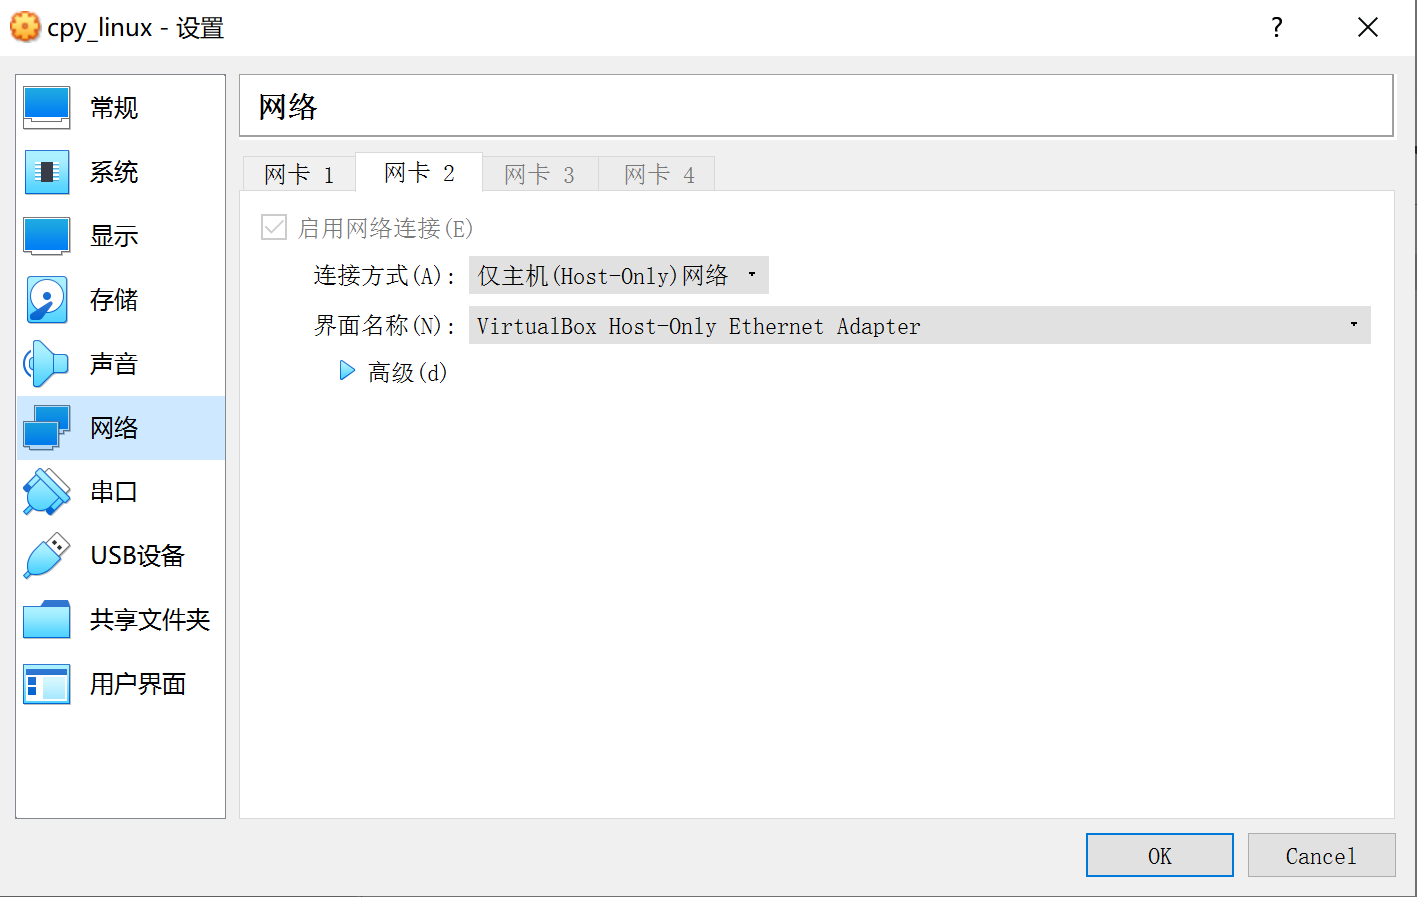 cpy_linux - 设置
?
常规
系统
显示
存储
声音
网络
串口
USB设备
共享文件夹
用户界面
网络
网卡 1
网卡 2
网卡 3
网卡 4
启用网络连接(E)
连接方式(A): 仅主机(Host-Only)网络
界面名称(N): VirtualBox Host-Only Ethernet Adapter
高级(d)
OK
Cancel